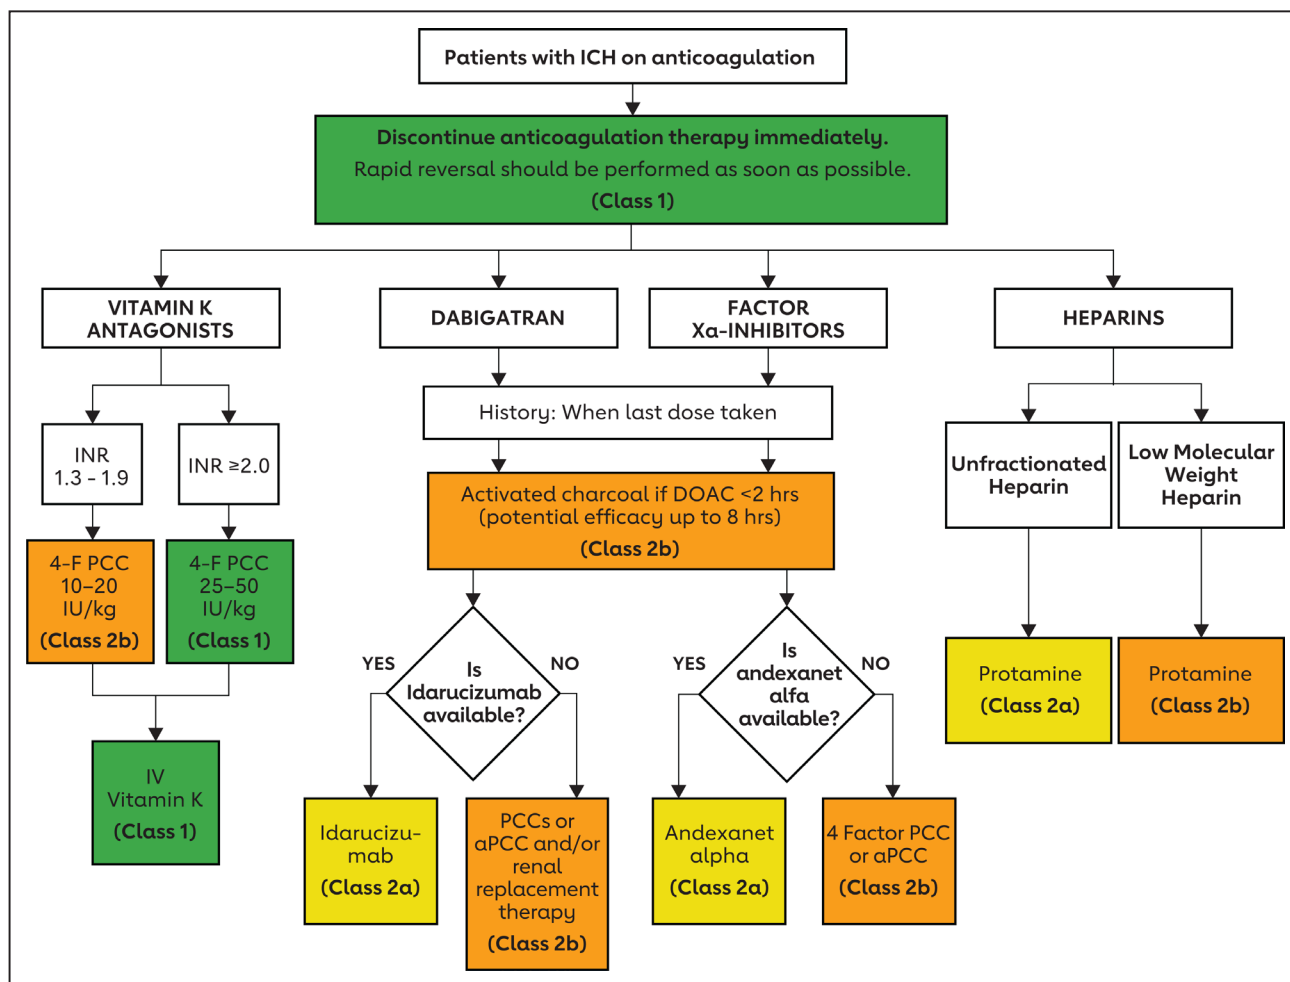 Patients with ICH on anticoagulation
Discontinue anticoagulation therapy immediately.
Rapid reversal should be performed as soon as possible.
(Class 1)
VITAMIN K
ANTAGONISTS
DABIGATRAN
FACTOR
Xa-INHIBITORS
HEPARINS
INR
1.3 - 1.9
INR ≥2.0
History: When last dose taken
Unfractionated
Heparin
Low Molecular
Weight
Heparin
4-F PCC
10–20
IU/kg
(Class 2b)
4-F PCC
25–50
IU/kg
(Class 1)
Activated charcoal if DOAC <2 hrs
(potential efficacy up to 8 hrs)
(Class 2b)
IV
Vitamin K
(Class 1)
YES
Is
Idarucizumab
available?
NO
YES
Is
andexanet
alfa
available?
NO
Protamine
(Class 2a)
Protamine
(Class 2b)
Idarucizu-
mab
(Class 2a)
PCCs or
aPCC and/or
renal
replacement
therapy
(Class 2b)
Andexanet
alpha
(Class 2a)
4 Factor PCC
or aPCC
(Class 2b)